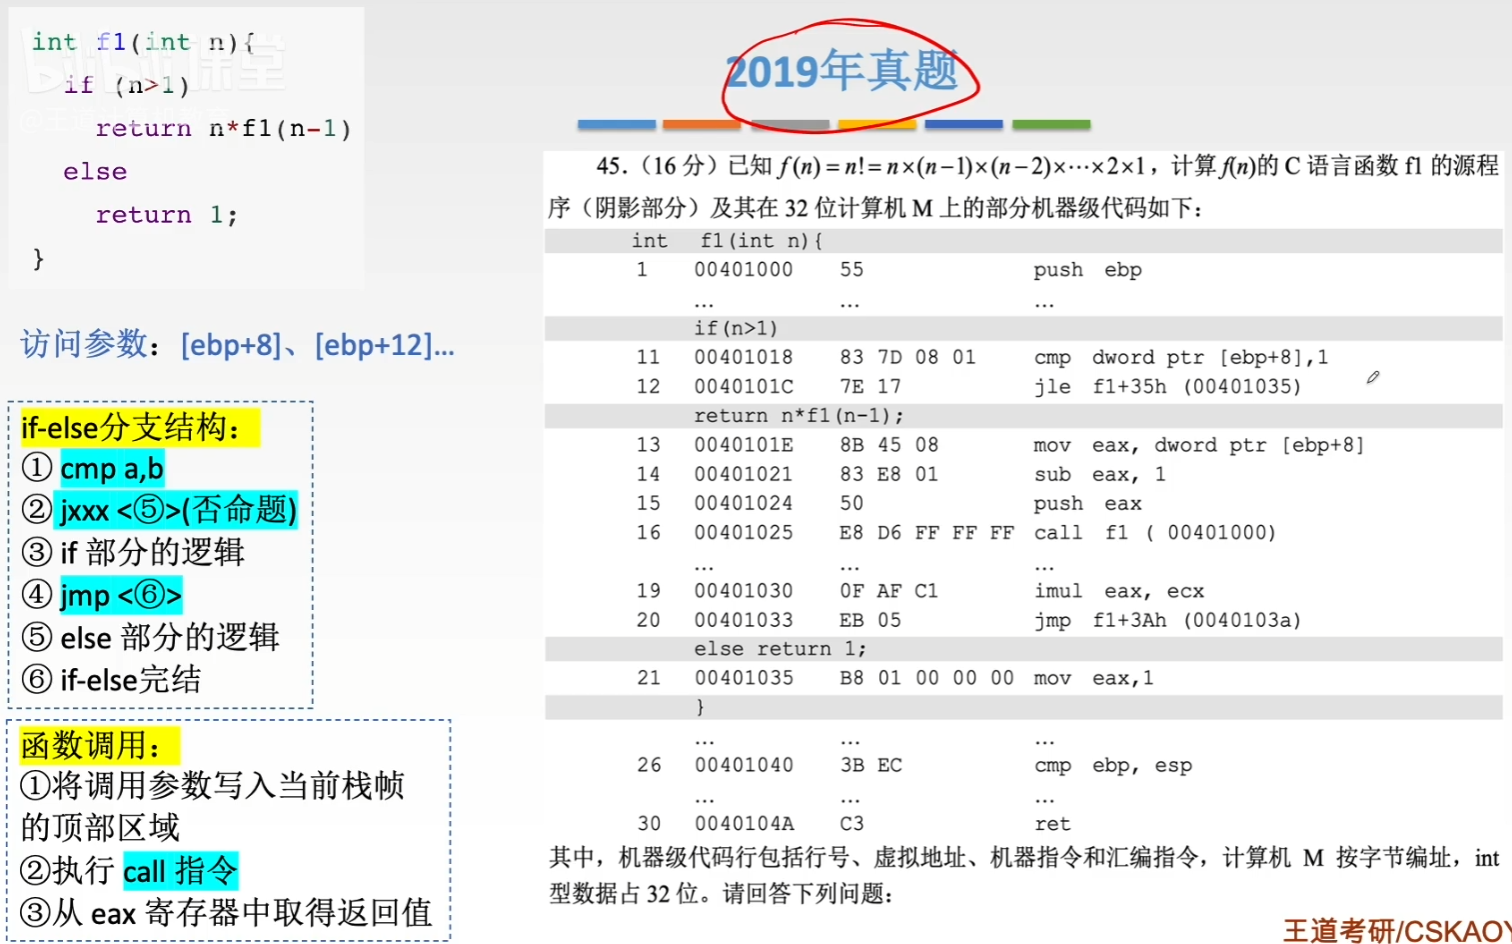 int f1(int n){
if (n>1)
return n*f1(n-1)
else
return 1;
}
访问参数：[ebp+8]、[ebp+12]...
if-else分支结构：
① cmp a,b
② jxxx <⑤>(否命题)
③ if 部分的逻辑
④ jmp <⑥>
⑤ else 部分的逻辑
⑥ if-else完结
函数调用：
①将调用参数写入当前栈帧
的顶部区域
②执行 call 指令
③从 eax 寄存器中取得返回值
2019年真题
45.（16 分）已知 f(n) = n! = n×(n−1)×(n−2)×⋯×2×1，计算 f(n)的 C 语言函数 f1 的源程
序（阴影部分）及其在 32 位计算机 M 上的部分机器级代码如下：
int f1(int n){
1 00401000 55 push ebp
... ... ...
if(n>1)
11 00401018 83 7D 08 01 cmp dword ptr [ebp+8],1
12 0040101C 7E 17 jle f1+35h (00401035)
return n*f1(n-1);
13 0040101E 8B 45 08 mov eax, dword ptr [ebp+8]
14 00401021 83 E8 01 sub eax, 1
15 00401024 50 push eax
16 00401025 E8 D6 FF FF FF call f1 ( 00401000)
... ... ...
19 00401030 0F AF C1 imul eax, ecx
20 00401033 EB 05 jmp f1+3Ah (0040103a)
else return 1;
21 00401035 B8 01 00 00 00 mov eax,1
}
... ... ...
26 00401040 3B EC cmp ebp, esp
... ... ...
30 0040104A C3 ret
其中，机器级代码行包括行号、虚拟地址、机器指令和汇编指令，计算机 M 按字节编址，int
型数据占 32 位。请回答下列问题：
王道考研/CSKAOY